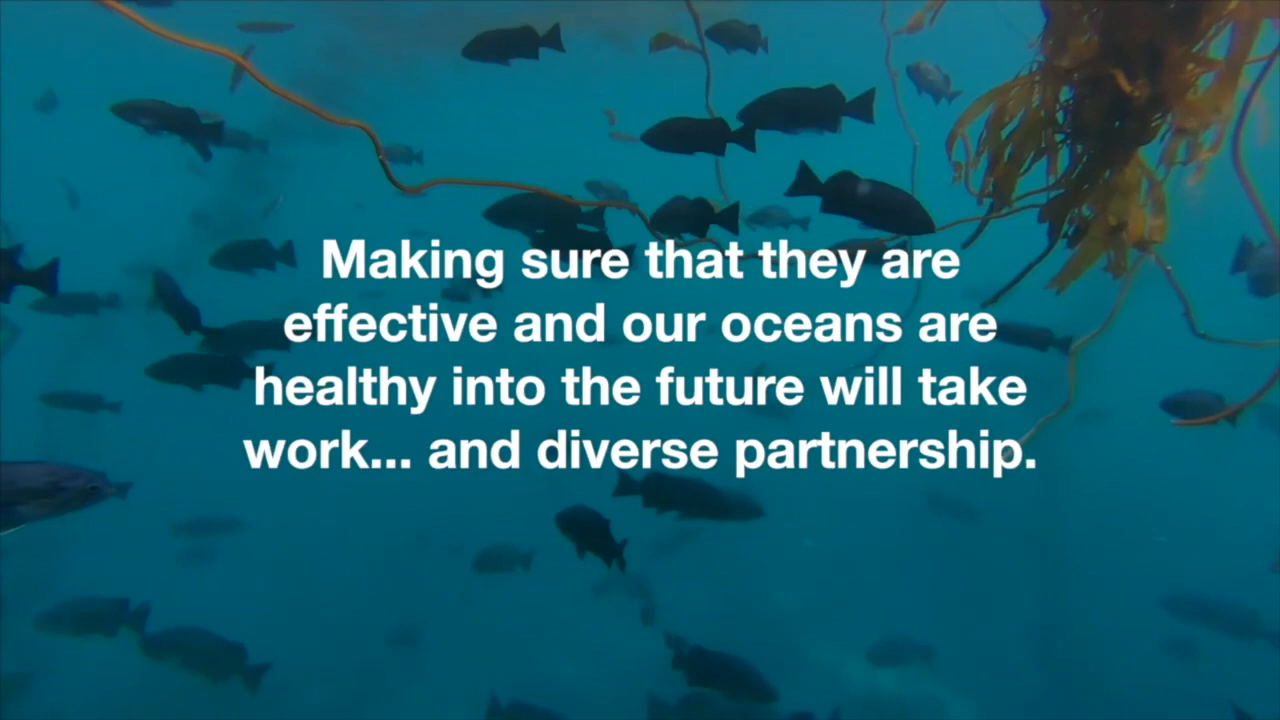 Making sure that they are
effective and our oceans are
healthy into the future will take
work... and diverse partnership.